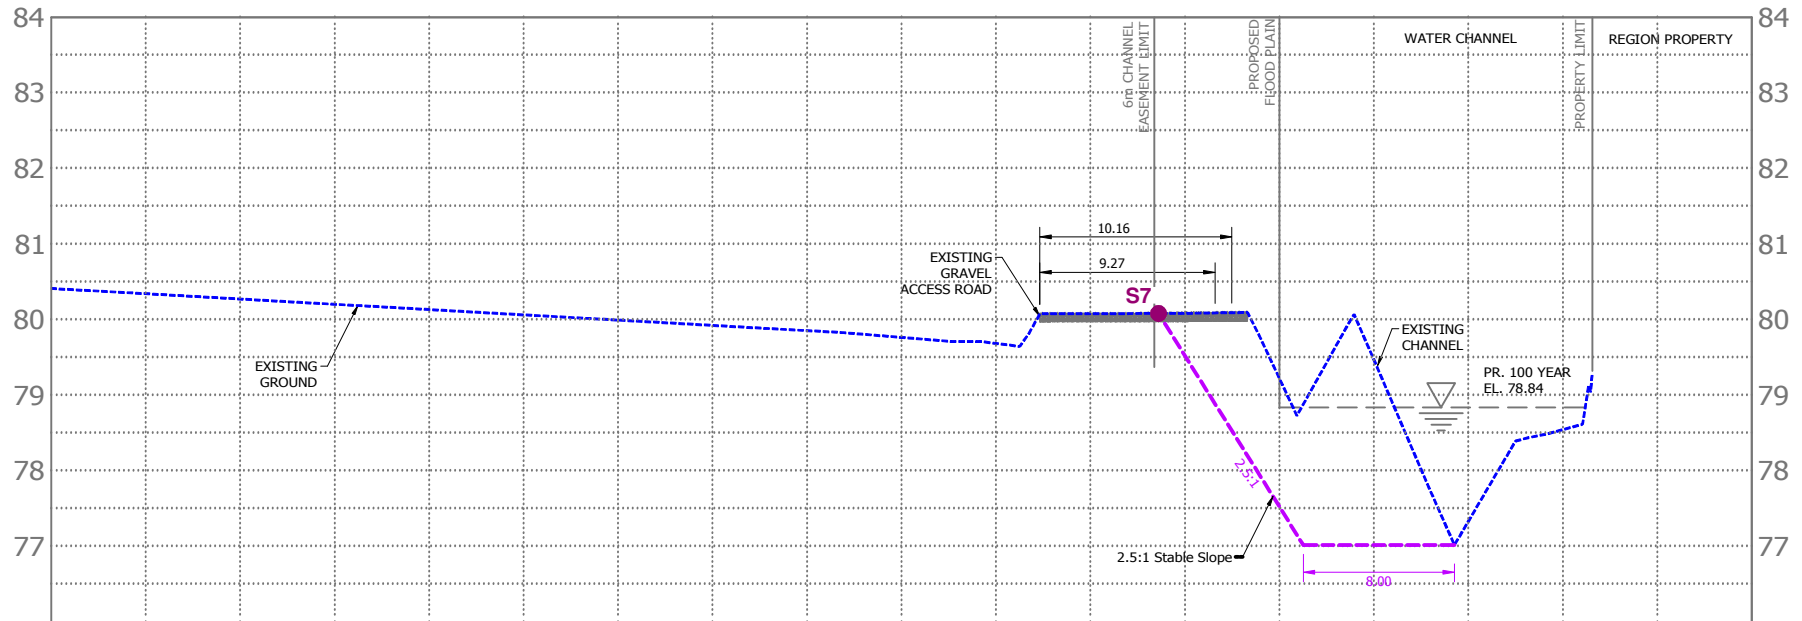 84
84
6m CHANNEL
EASEMENT LIMIT
PROPOSED
FLOOD PLAIN
WATER CHANNEL
PROPERTY LIMIT
REGION PROPERTY
83
83
82
82
81
81
10.16
9.27
EXISTING
GRAVEL
ACCESS ROAD
S7
80
80
EXISTING
GROUND
EXISTING
CHANNEL
PR. 100 YEAR
EL. 78.84
79
79
78
78
2.5:1
2.5:1 Stable Slope
77
77
8.00